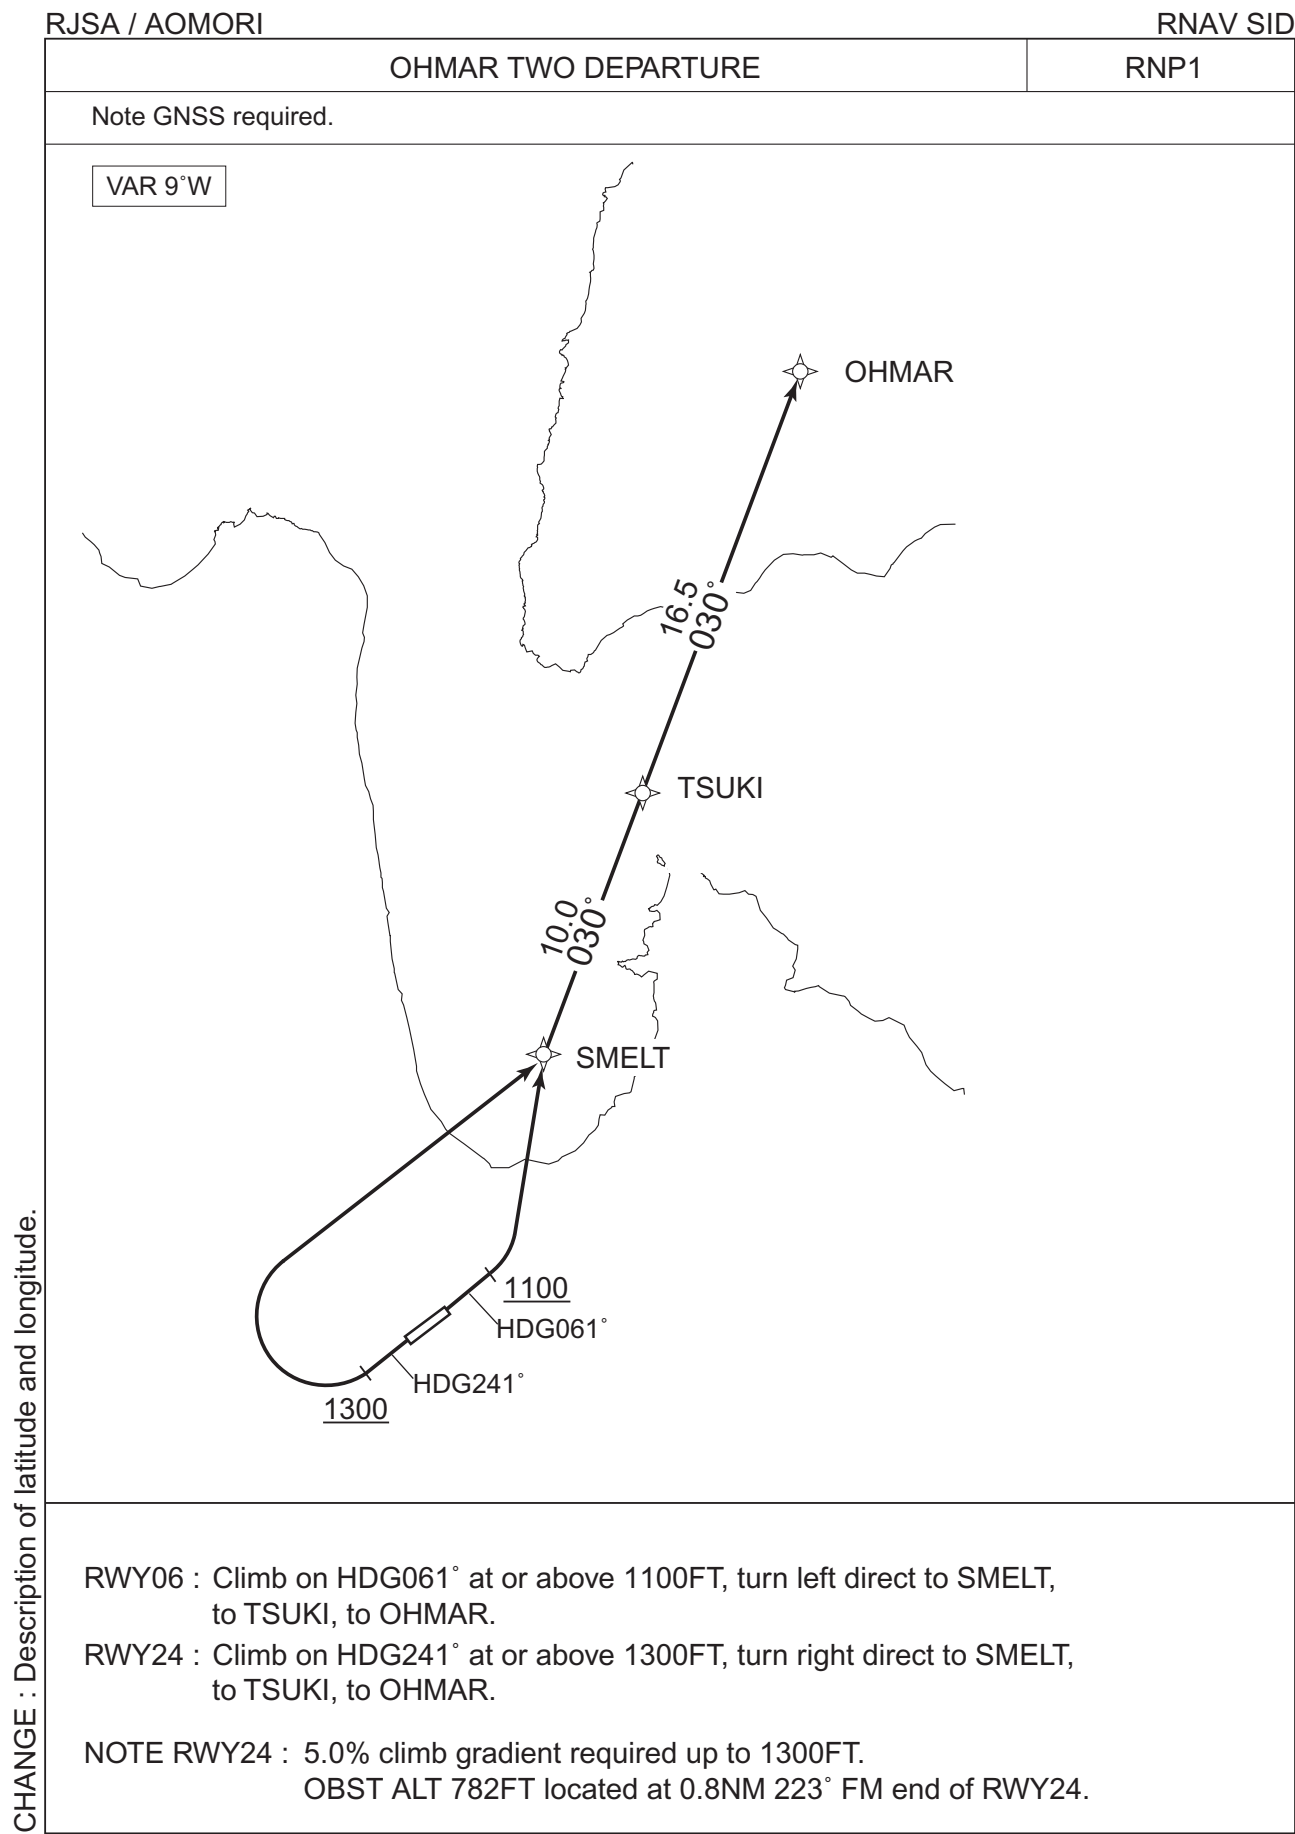 RJSA / AOMORI
RNAV SID
OHMAR TWO DEPARTURE
RNP1
Note GNSS required.
VAR 9˚W
OHMAR
16.5
030˚
TSUKI
10.0
030˚
SMELT
1100
HDG061˚
HDG241˚
1300
RWY06 : Climb on HDG061˚ at or above 1100FT, turn left direct to SMELT,
to TSUKI, to OHMAR.
RWY24 : Climb on HDG241˚ at or above 1300FT, turn right direct to SMELT,
to TSUKI, to OHMAR.
NOTE RWY24 : 5.0% climb gradient required up to 1300FT.
OBST ALT 782FT located at 0.8NM 223˚ FM end of RWY24.
CHANGE : Description of latitude and longitude.